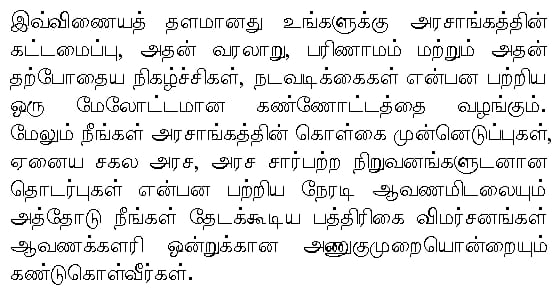 இவ்விணையத் தளமானது உங்களுக்கு அரசாங்கத்தின்
கட்டமைப்பு, அதன் வரலாறு, பரிணாமம் மற்றும் அதன்
தற்போதைய நிகழ்ச்சிகள், நடவடிக்கைகள் என்பன பற்றிய
ஒரு மேலோட்டமான கண்ணோட்டத்தை வழங்கும்.
மேலும் நீங்கள் அரசாங்கத்தின் கொள்கை முன்னெடுப்புகள்,
ஏனைய சகல அரச, அரச சார்பற்ற நிறுவனங்களுடனான
தொடர்புகள் என்பன பற்றிய நேரடி ஆவணமிடலையும்
அத்தோடு நீங்கள் தேடக்கூடிய பத்திரிகை விமர்சனங்கள்
ஆவணக்களரி ஒன்றுக்கான அணுகுமுறையொன்றையும்
கண்டுகொள்வீர்கள்.